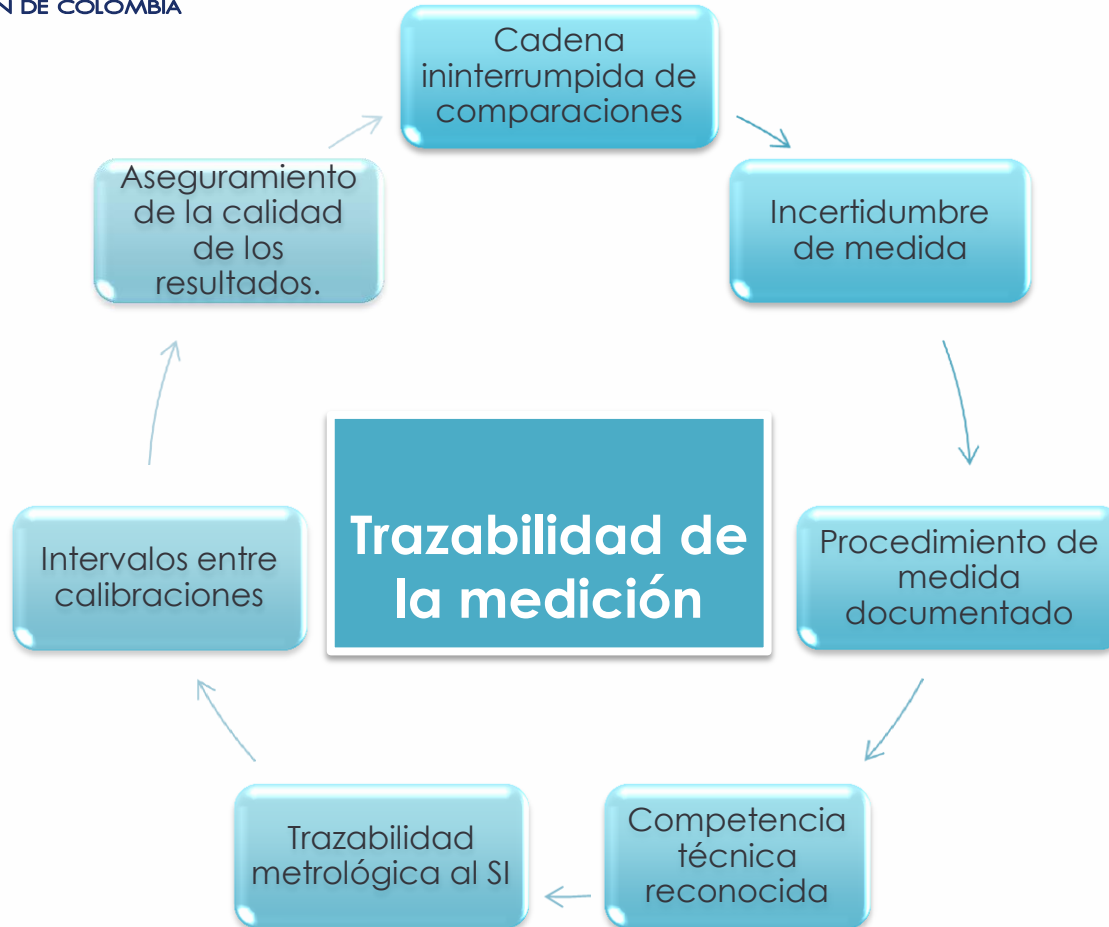 DE COLOMBIA
Cadena
ininterrumpida de
comparaciones
Incertidumbre
de medida
Procedimiento de
medida
documentado
Competencia
técnica
reconocida
Trazabilidad
metrológica al SI
Intervalos entre
calibraciones
Aseguramiento
de la calidad
de los
resultados.
Trazabilidad de
la medición